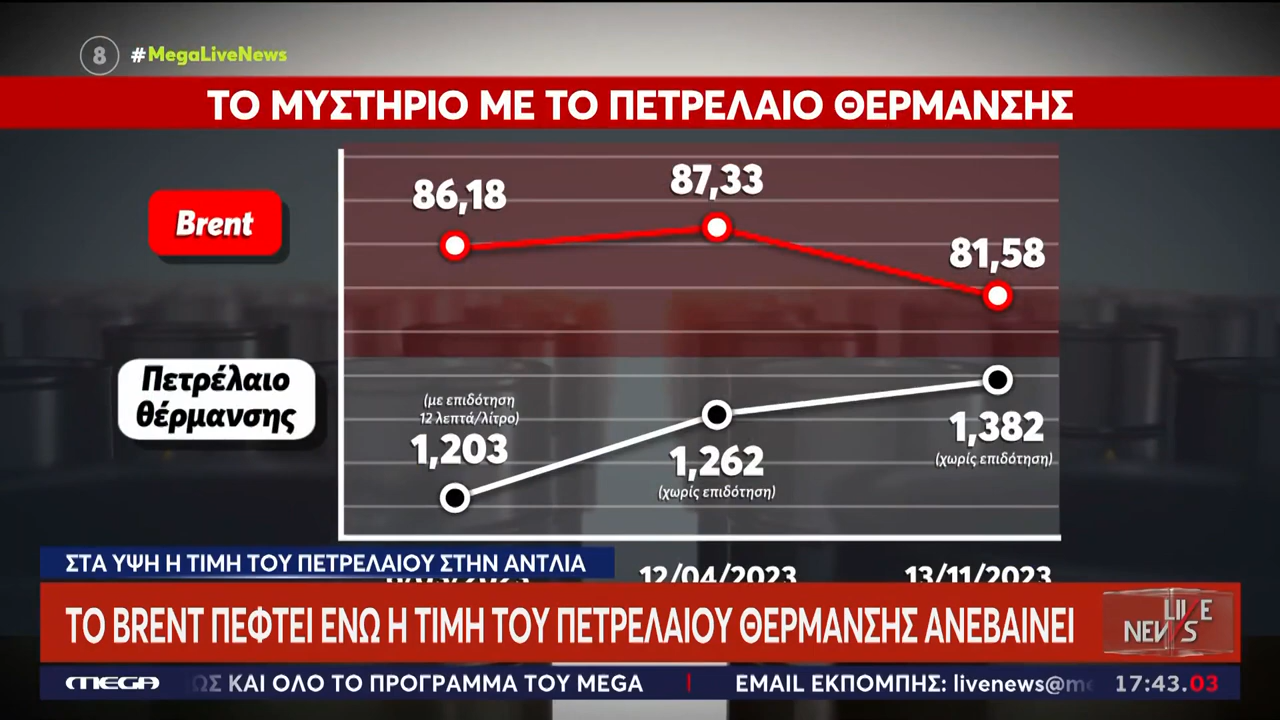 8 #MegaLiveNews
ΤΟ ΜΥΣΤΗΡΙΟ ΜΕ ΤΟ ΠΕΤΡΕΛΑΙΟ ΘΕΡΜΑΝΣΗΣ
Brent
86,18
87,33
81,58
Πετρέλαιο
θέρμανσης
(με επιδότηση
12 λεπτά/λίτρο)
1,203
1,262
(χωρίς επιδότηση)
1,382
(χωρίς επιδότηση)
12/04/2023
13/11/2023
ΣΤΑ ΥΨΗ Η ΤΙΜΗ ΤΟΥ ΠΕΤΡΕΛΑΙΟΥ ΣΤΗΝ ΑΝΤΛΙΑ
ΤΟ BRENT ΠΕΦΤΕΙ ΕΝΩ Η ΤΙΜΗ ΤΟΥ ΠΕΤΡΕΛΑΙΟΥ ΘΕΡΜΑΝΣΗΣ ΑΝΕΒΑΙΝΕΙ
LIVE
NEWS
MEGA ΩΣ ΚΑΙ ΟΛΟ ΤΟ ΠΡΟΓΡΑΜΜΑ ΤΟΥ MEGA | EMAIL ΕΚΠΟΜΠΗΣ: livenews@me 17:43.03